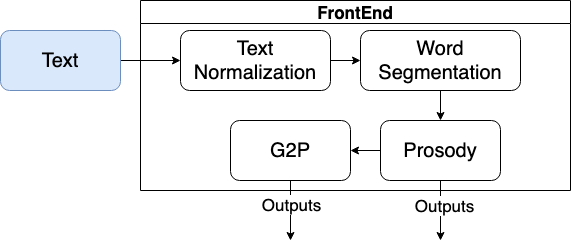 FrontEnd
Text
Text
Normalization
Word
Segmentation
G2P
Prosody
Outputs
Outputs